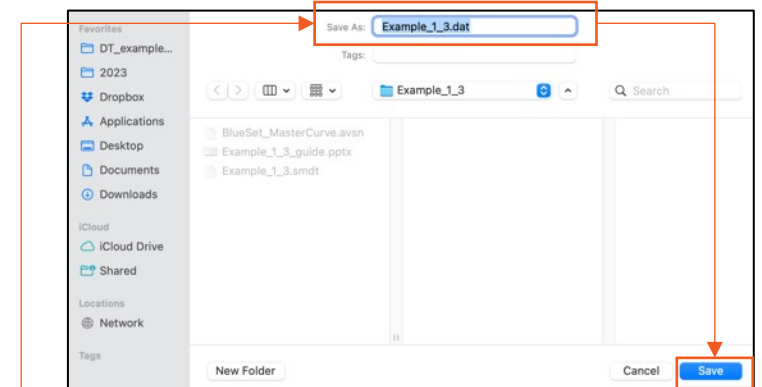 Favorites
DT_example...
2023
Dropbox
Applications
Desktop
Documents
Downloads
iCloud
iCloud Drive
Shared
Locations
Network
Tags
Save As: Example_1_3.dat
Tags:
Example_1_3
Search
BlueSet_MasterCurve.avsn
Example_1_3_guide.pptx
Example_1_3.smdt
New Folder
Cancel
Save